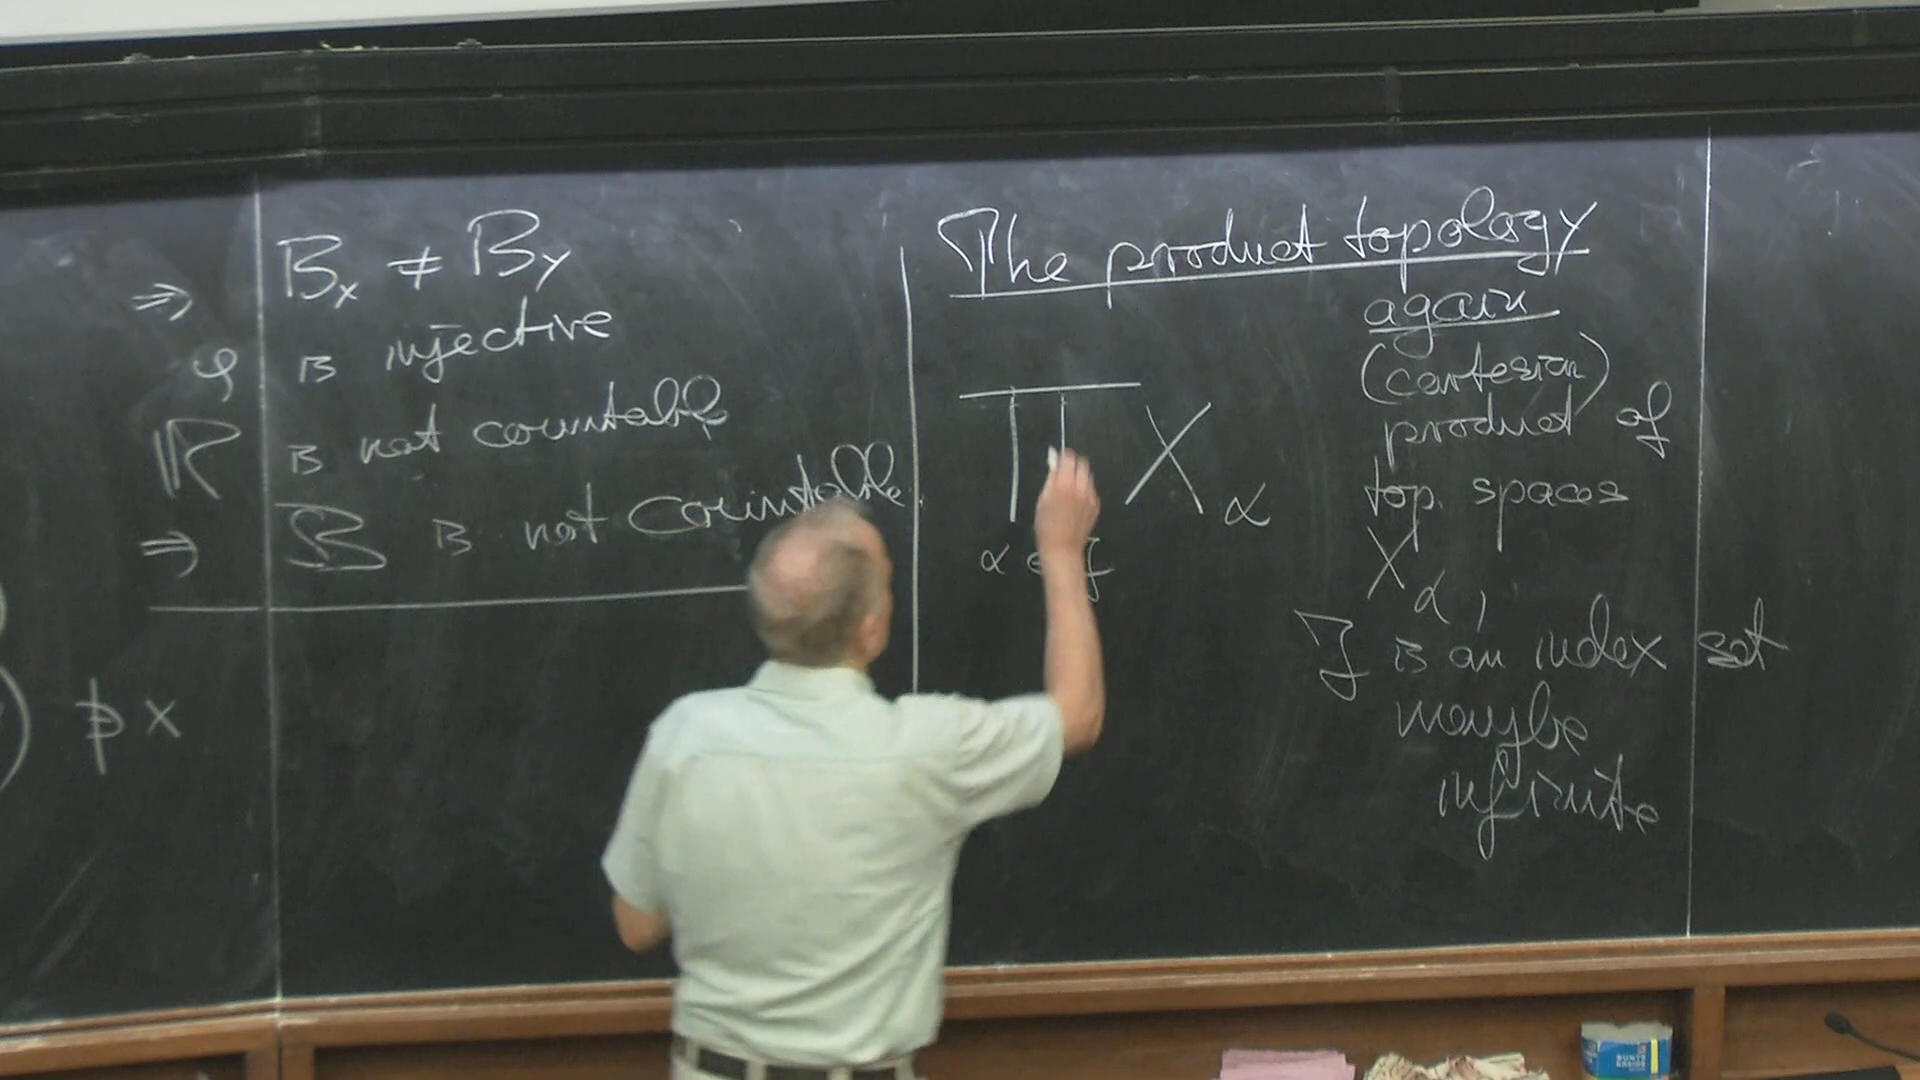 ⇒ B_x ≠ B_y
φ is injective
ℝ is not countable
⇒ ℬ is not countable.
) ∌ x
The product topology
again
∏ X_α
α ∈ J
(cartesian)
product of
top. spaces
X_α,
J is an index set
maybe
infinite